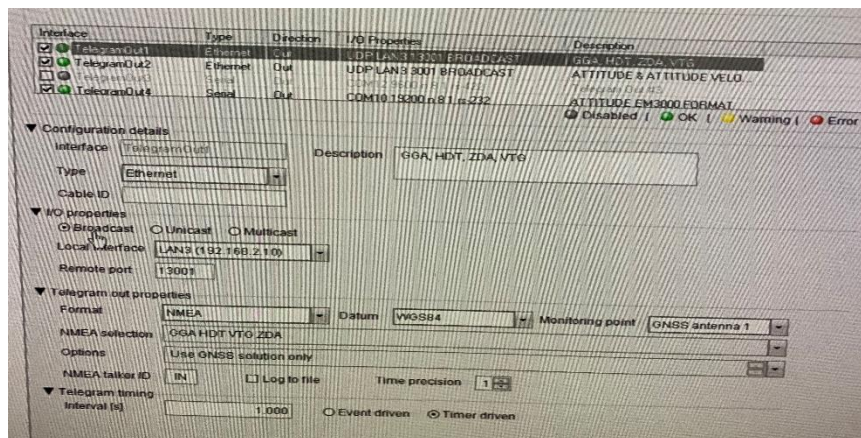 Interface Type Direction I/O Properties Description
TelegramOut1 Ethernet Out UDP LAN3 13001 BROADCAST GGA, HDT, ZDA, VTG
TelegramOut2 Ethernet Out UDP LAN3 3001 BROADCAST ATTITUDE & ATTITUDE VELO...
TelegramOut3 Serial Out
TelegramOut4 Serial Out COM10 19200 n 8 1 rs-232 ATTITUDE EM3000 FORMAT
Disabled | OK | Warning | Error
Configuration details
Interface TelegramOut1 Description GGA, HDT, ZDA, VTG
Type Ethernet
Cable ID
I/O properties
Broadcast Unicast Multicast
Local interface LAN3 (192.168.2.10)
Remote port 13001
Telegram out properties
Format NMEA Datum WGS84 Monitoring point GNSS antenna 1
NMEA selection GGA HDT VTG ZDA
Options Use GNSS solution only
NMEA talker ID IN Log to file Time precision 1
Telegram timing
Interval [s] 1.000 Event driven Timer driven